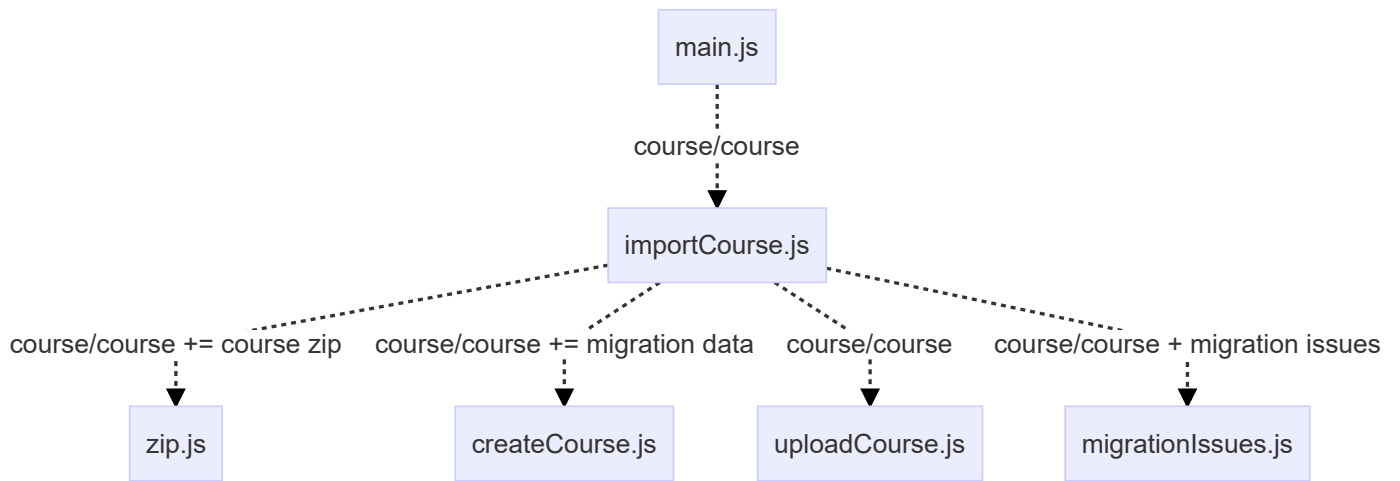 main.js
course/course
importCourse.js
course/course += course zip
course/course += migration data
course/course
course/course + migration issues
zip.js
createCourse.js
uploadCourse.js
migrationIssues.js